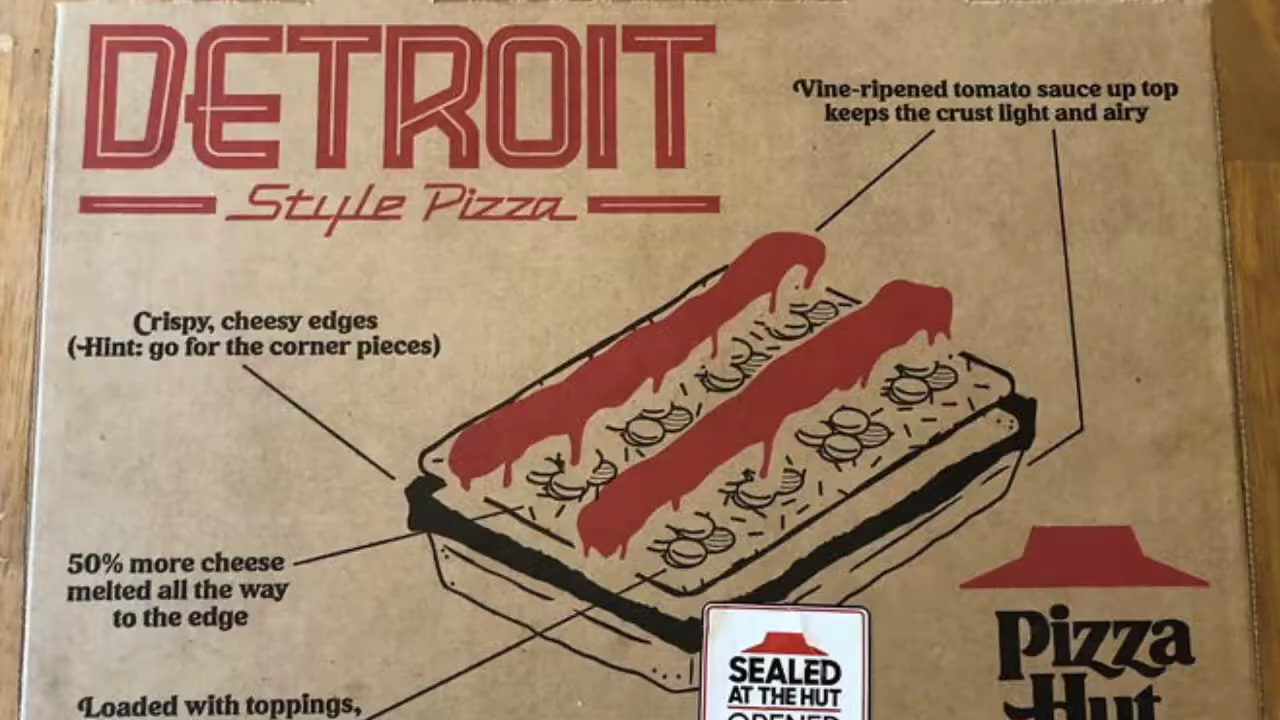 DETROIT
Style Pizza
Vine-ripened tomato sauce up top
keeps the crust light and airy
Crispy, cheesy edges
(Hint: go for the corner pieces)
50% more cheese
melted all the way
to the edge
Loaded with toppings,
SEALED
AT THE HUT
OPENED
Pizza
Hut